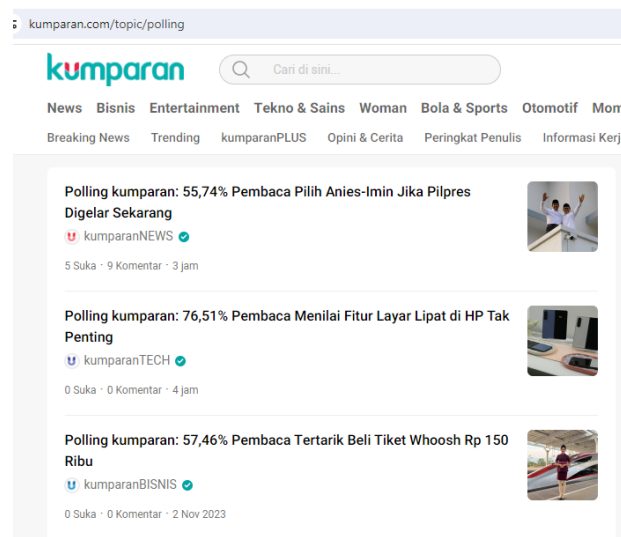 kumparan.com/topic/polling
kumparan
Cari di sini...
News Bisnis Entertainment Tekno & Sains Woman Bola & Sports Otomotif Mom
Breaking News Trending kumparanPLUS Opini & Cerita Peringkat Penulis Informasi Kerj
Polling kumparan: 55,74% Pembaca Pilih Anies-Imin Jika Pilpres
Digelar Sekarang
kumparanNEWS
5 Suka · 9 Komentar · 3 jam
Polling kumparan: 76,51% Pembaca Menilai Fitur Layar Lipat di HP Tak
Penting
kumparanTECH
0 Suka · 0 Komentar · 4 jam
Polling kumparan: 57,46% Pembaca Tertarik Beli Tiket Whoosh Rp 150
Ribu
kumparanBISNIS
0 Suka · 0 Komentar · 2 Nov 2023